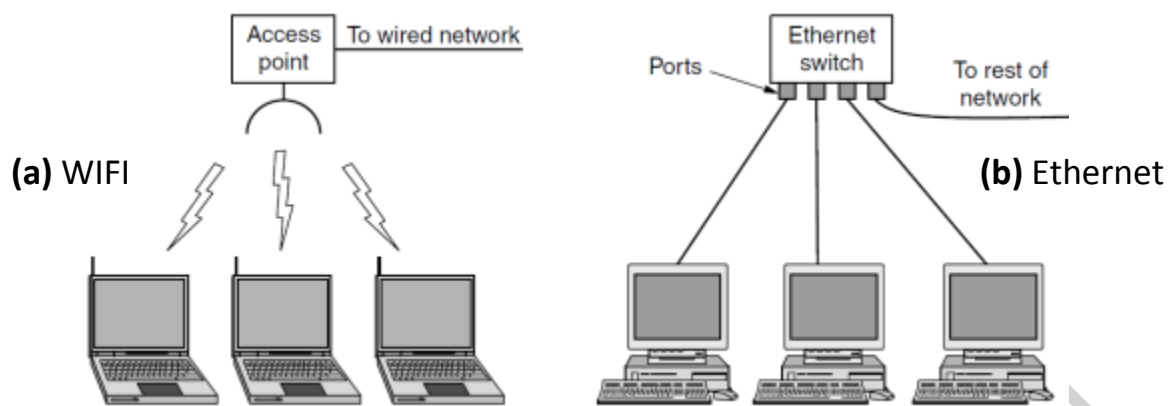 Access
point
To wired network
(a) WIFI
Ethernet
switch
Ports
To rest of
network
(b) Ethernet